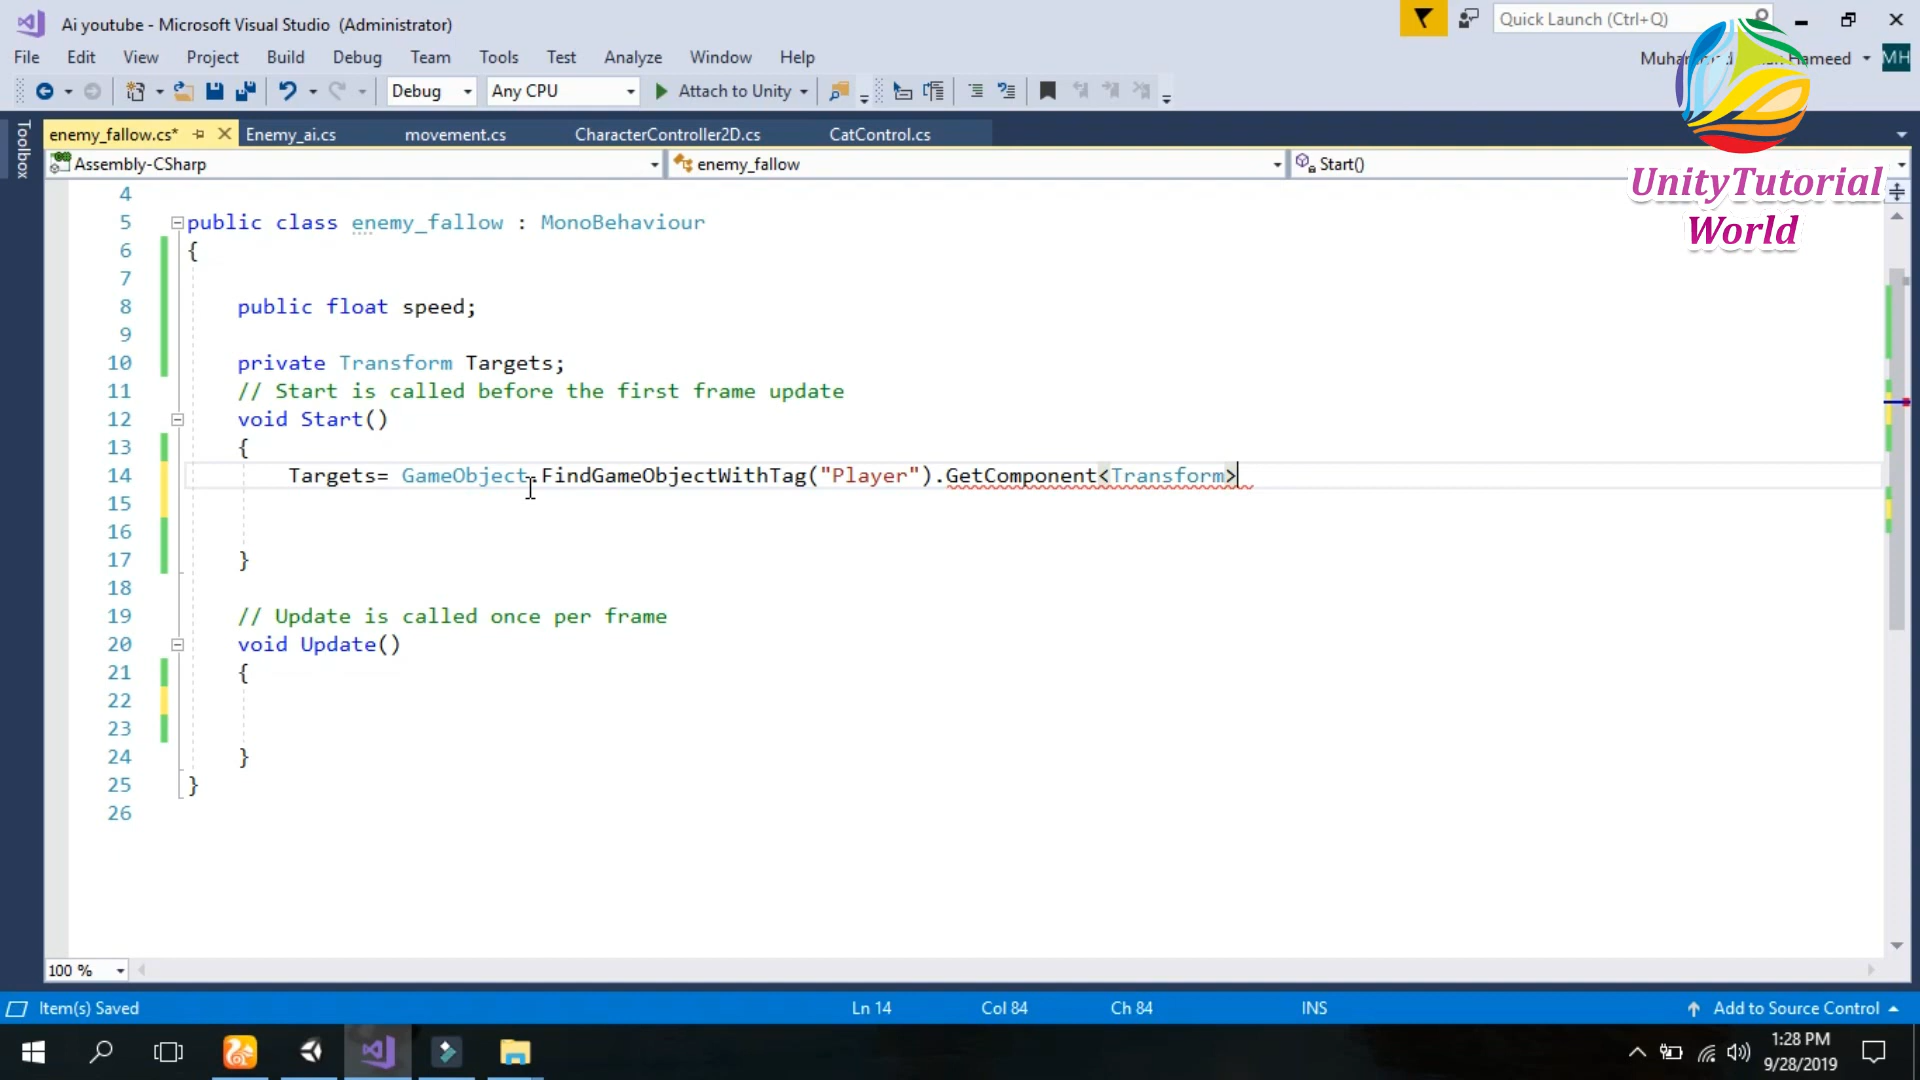 Ai youtube - Microsoft Visual Studio (Administrator)
Quick Launch (Ctrl+Q)
File Edit View Project Build Debug Team Tools Test Analyze Window Help
Hameed MH
Debug Any CPU Attach to Unity
Toolbox
enemy_fallow.cs* Enemy_ai.cs movement.cs CharacterController2D.cs CatControl.cs
Assembly-CSharp enemy_fallow Start()
UnityTutorial
World
4
5 public class enemy_fallow : MonoBehaviour
6 {
7
8 public float speed;
9
10 private Transform Targets;
11 // Start is called before the first frame update
12 void Start()
13 {
14 Targets= GameObject.FindGameObjectWithTag("Player").GetComponent<Transform>
15
16
17 }
18
19 // Update is called once per frame
20 void Update()
21 {
22
23
24 }
25 }
26
100 %
Item(s) Saved Ln 14 Col 84 Ch 84 INS Add to Source Control
1:28 PM
9/28/2019